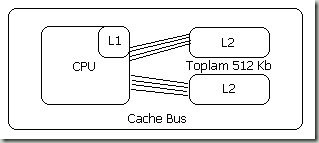 L1
L2
CPU
Toplam 512 Kb
L2
Cache Bus